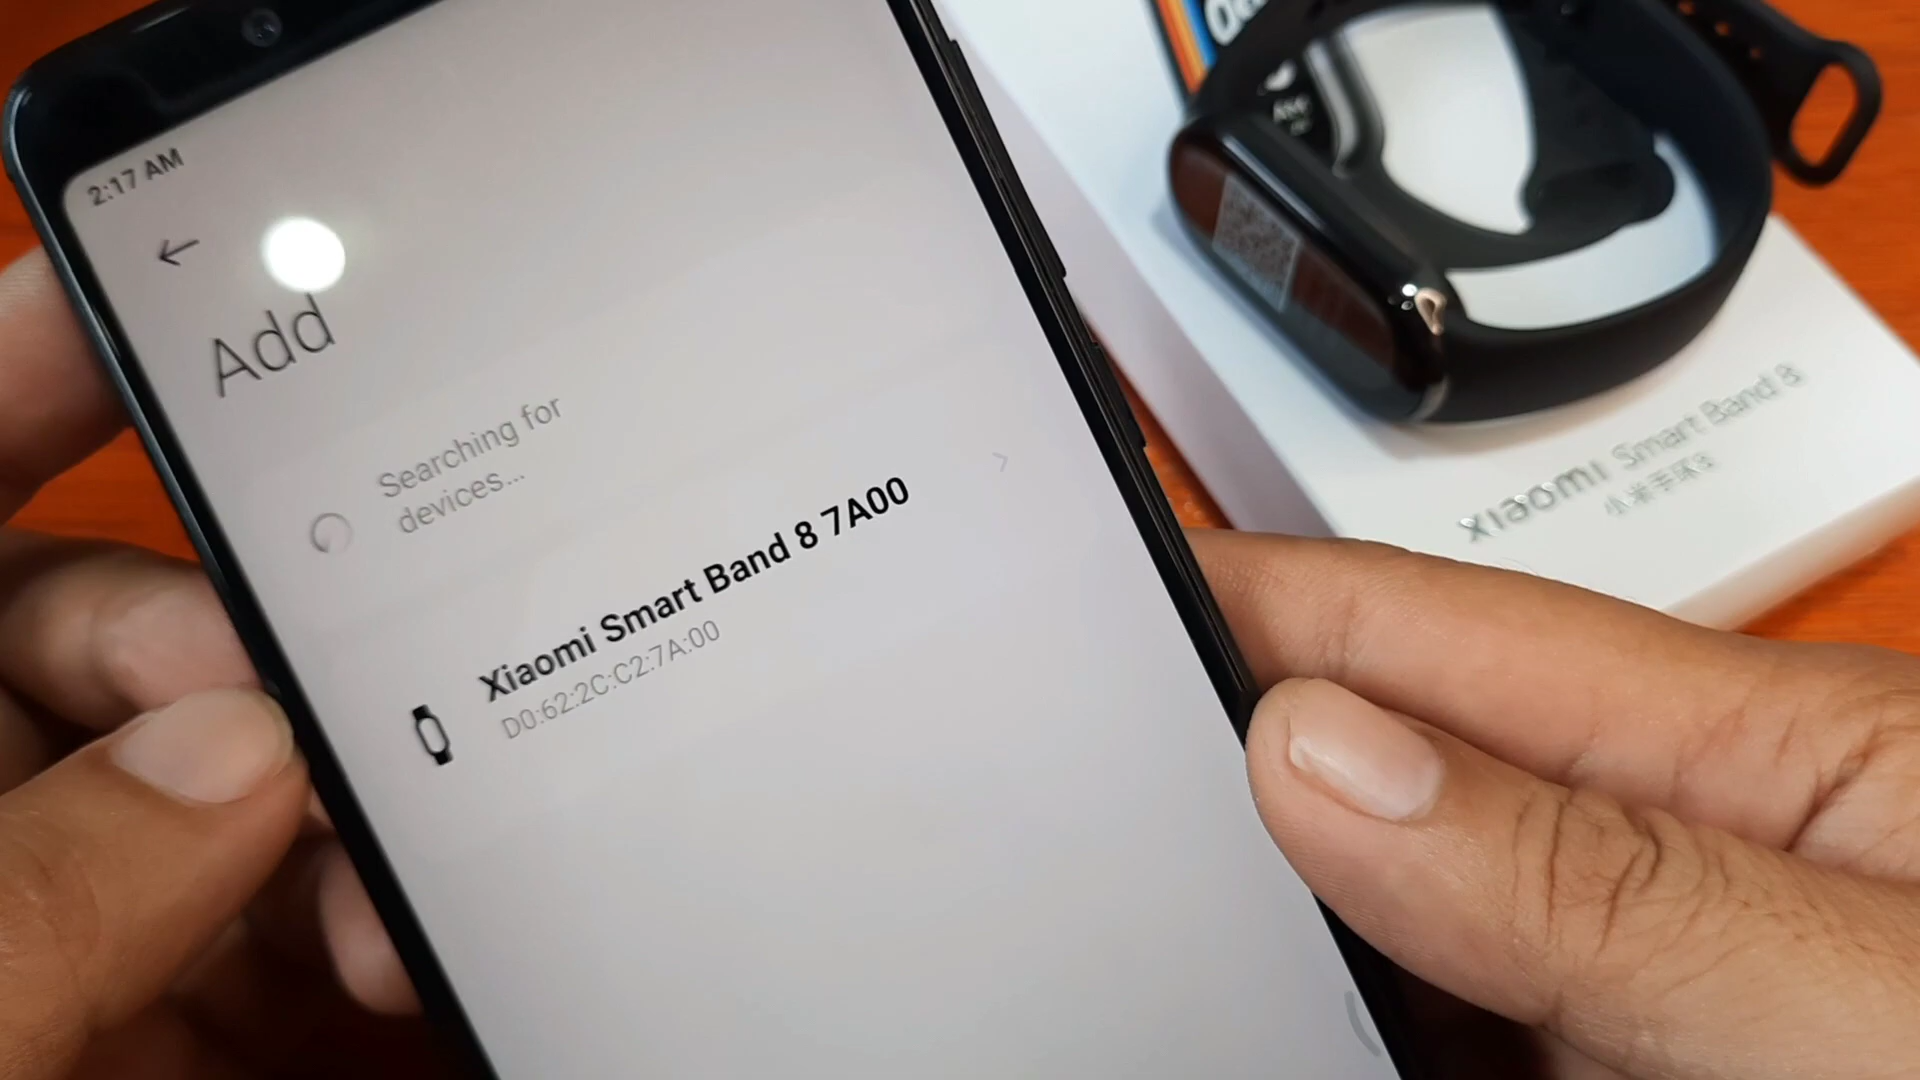 2:17 AM
Add
Searching for
devices...
Xiaomi Smart Band 8 7A00
D0:62:2C:C2:7A:00
xiaomi Smart Band 8
小米手环8